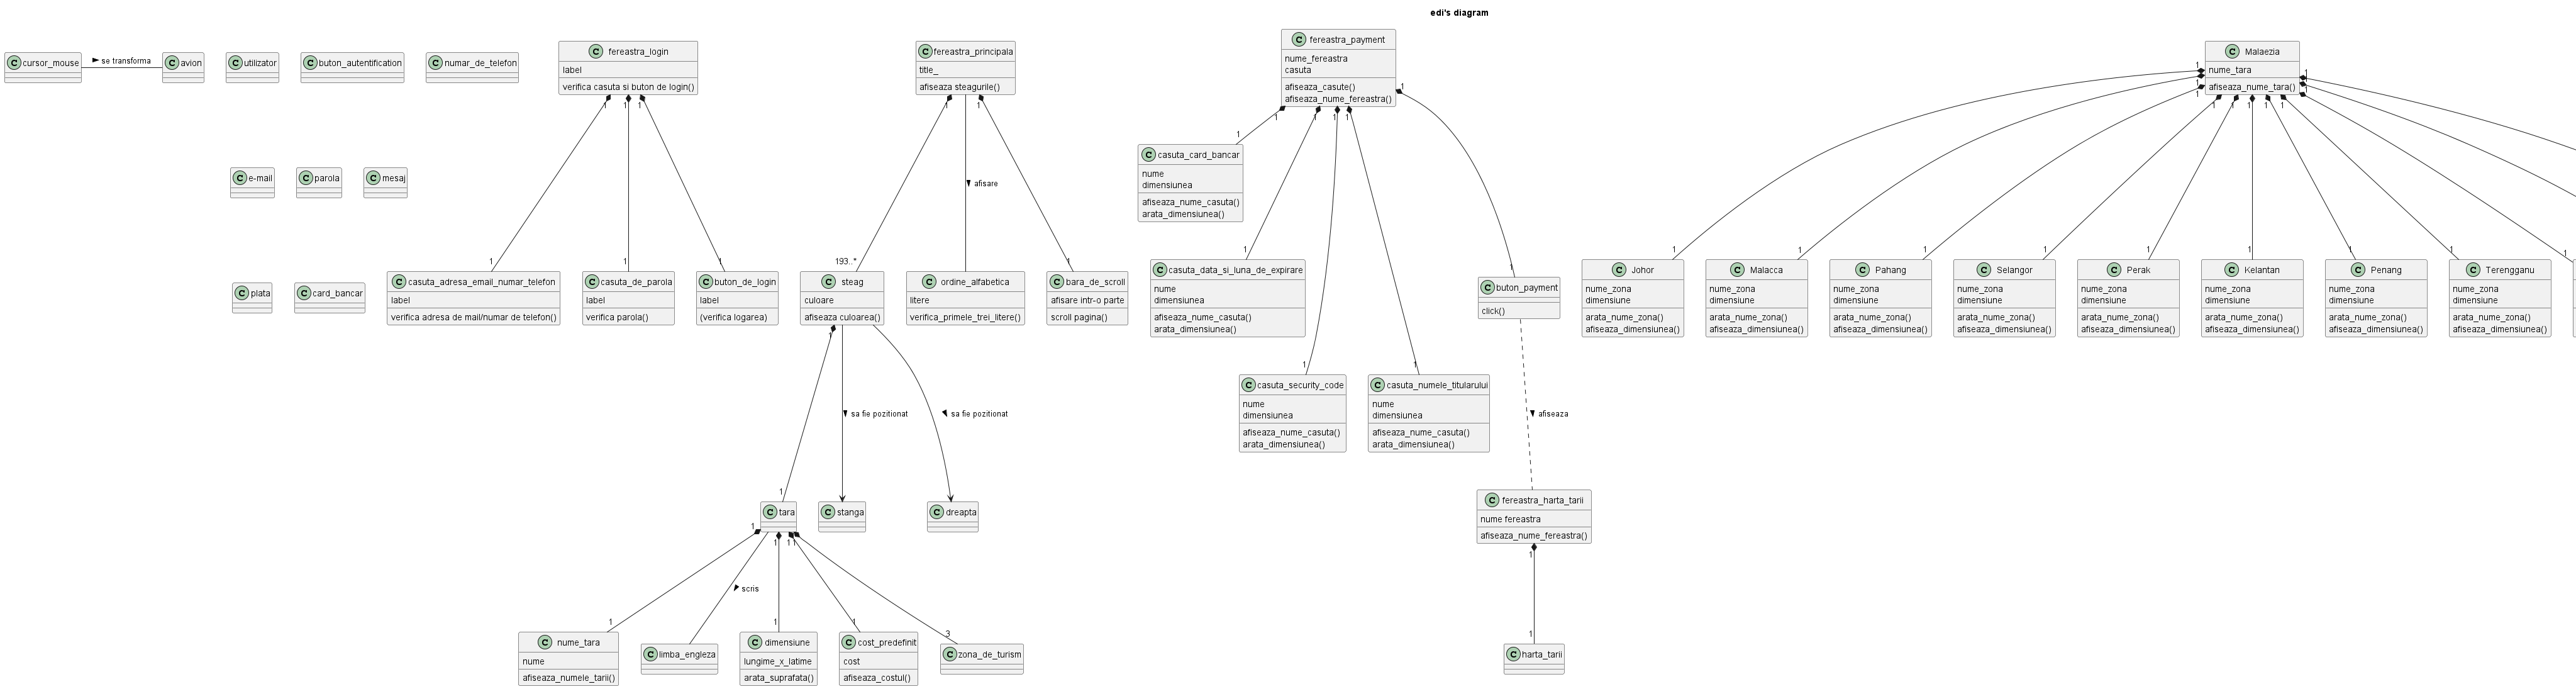 edi's diagram
cursor_mouse
se transforma
avion
utilizator
buton_autentification
numar_de_telefon
e-mail
parola
mesaj
plata
card_bancar
fereastra_login
label
verifica casuta si buton de login()
1
1
1
1
1
1
casuta_adresa_email_numar_telefon
label
verifica adresa de mail/numar de telefon()
casuta_de_parola
label
verifica parola()
buton_de_login
label
(verifica logarea)
fereastra_principala
title_
afiseaza steagurile()
1
1
afisare
193..*
1
steag
culoare
afiseaza culoarea()
ordine_alfabetica
litere
verifica_primele_trei_litere()
bara_de_scroll
afisare intr-o parte
scroll pagina()
1
sa fie pozitionat
sa fie pozitionat
1
tara
stanga
dreapta
1
1
1
1
scris
1
1
1
3
nume_tara
nume
afiseaza_numele_tarii()
limba_engleza
dimensiune
lungime_x_latime
arata_suprafata()
cost_predefinit
cost
afiseaza_costul()
zona_de_turism
fereastra_payment
nume_fereastra
casuta
afiseaza_casute()
afiseaza_nume_fereastra()
1
1
1
1
1
1
casuta_card_bancar
nume
dimensiunea
afiseaza_nume_casuta()
arata_dimensiunea()
1
casuta_data_si_luna_de_expirare
nume
dimensiunea
afiseaza_nume_casuta()
arata_dimensiunea()
1
casuta_security_code
nume
dimensiunea
afiseaza_nume_casuta()
arata_dimensiunea()
1
casuta_numele_titularului
nume
dimensiunea
afiseaza_nume_casuta()
arata_dimensiunea()
1
buton_payment
click()
afiseaza
fereastra_harta_tarii
nume fereastra
afiseaza_nume_fereastra()
1
1
harta_tarii
Malaezia
nume_tara
afiseaza_nume_tara()
1
1
1
1
1
1
1
1
1
1
1
1
Johor
nume_zona
dimensiune
arata_nume_zona()
afiseaza_dimensiunea()
1
Malacca
nume_zona
dimensiune
arata_nume_zona()
afiseaza_dimensiunea()
1
Pahang
nume_zona
dimensiune
arata_nume_zona()
afiseaza_dimensiunea()
1
Selangor
nume_zona
dimensiune
arata_nume_zona()
afiseaza_dimensiunea()
1
Perak
nume_zona
dimensiune
arata_nume_zona()
afiseaza_dimensiunea()
1
Kelantan
nume_zona
dimensiune
arata_nume_zona()
afiseaza_dimensiunea()
1
Penang
nume_zona
dimensiune
arata_nume_zona()
afiseaza_dimensiunea()
1
Terengganu
nume_zona
dimensiune
arata_nume_zona()
afiseaza_dimensiunea()
1